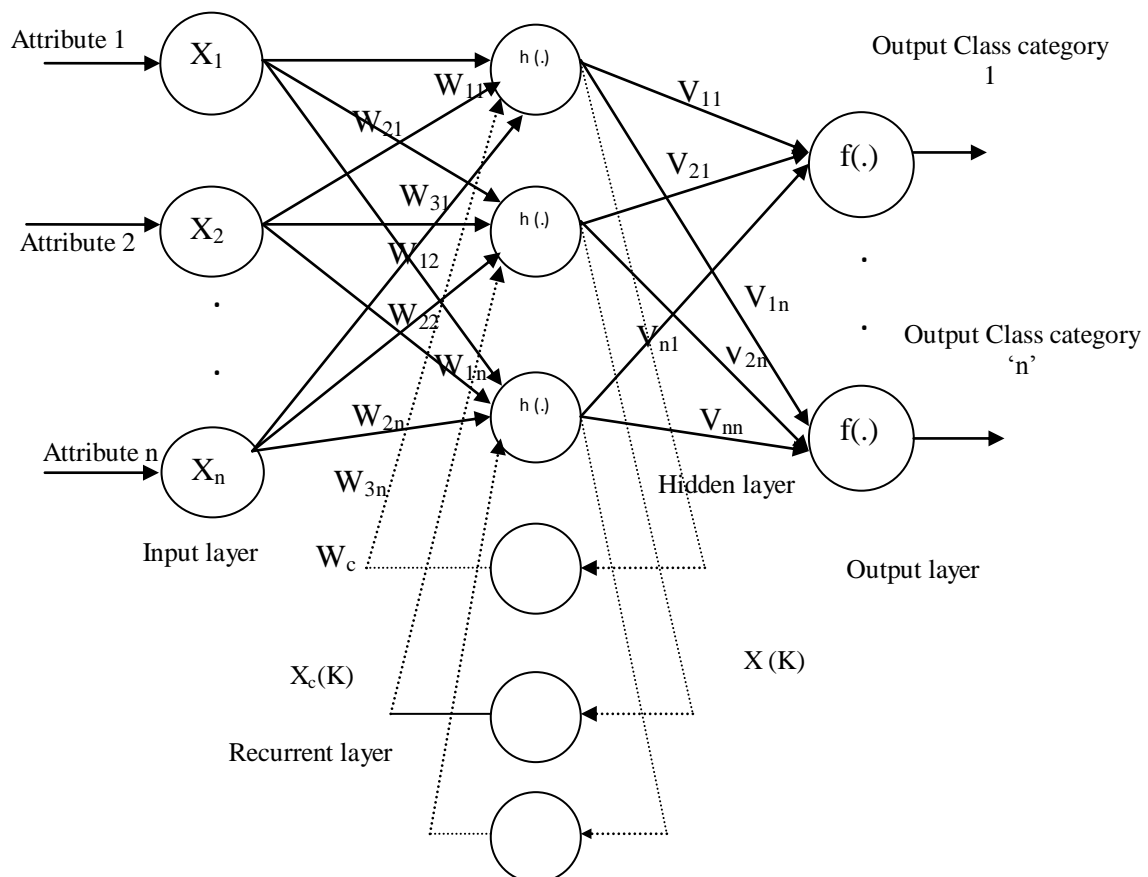 Attribute 1
X1
h (.)
Output Class category
1
W11
V11
W21
V21
f(.)
Attribute 2
X2
W31
h (.)
W12
.
.
.
V1n
W22
Vn1
V2n
.
Output Class category
‘n’
.
W1n
h (.)
W2n
Vnn
f(.)
Attribute n
Xn
W3n
Hidden layer
Input layer
Wc
Output layer
Xc(K)
X (K)
Recurrent layer